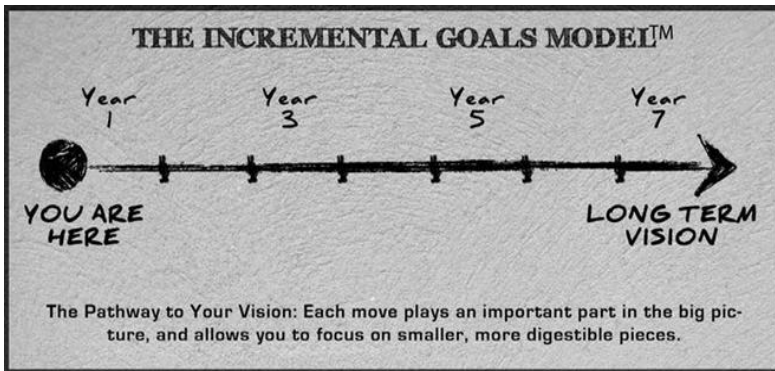 THE INCREMENTAL GOALS MODEL™
Year 1
Year 3
Year 5
Year 7
YOU ARE
HERE
LONG TERM
VISION
The Pathway to Your Vision: Each move plays an important part in the big pic-
ture, and allows you to focus on smaller, more digestible pieces.